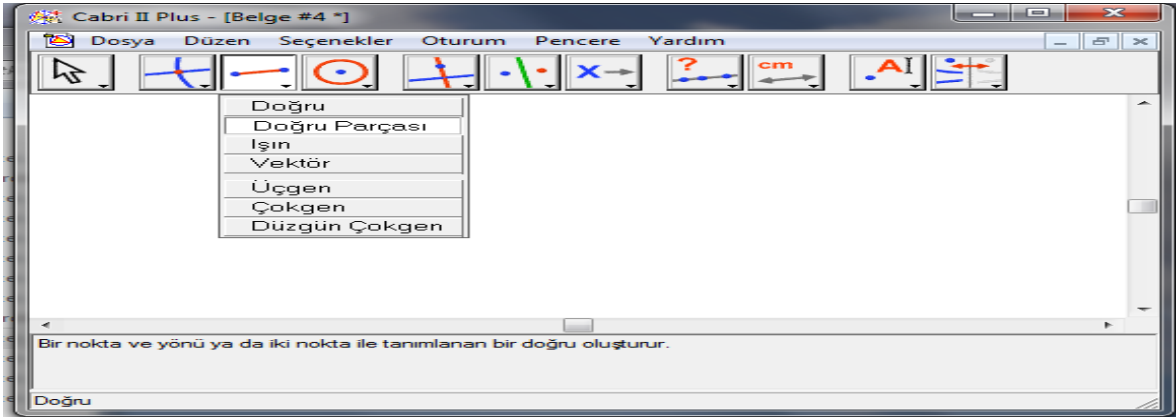 Cabri II Plus - [Belge #4 *]
Dosya Düzen Seçenekler Oturum Pencere Yardım
? cm A
Doğru
Doğru Parçası
Işın
Vektör
Üçgen
Çokgen
Düzgün Çokgen
Bir nokta ve yönü ya da iki nokta ile tanımlanan bir doğru oluşturur.
Doğru